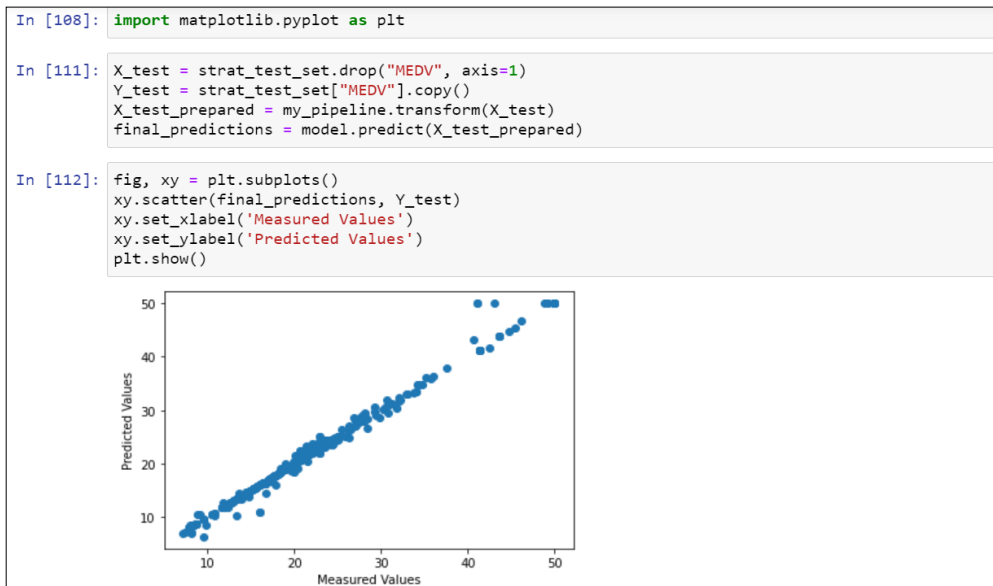 In [108]: import matplotlib.pyplot as plt
In [111]: X_test = strat_test_set.drop("MEDV", axis=1)
Y_test = strat_test_set["MEDV"].copy()
X_test_prepared = my_pipeline.transform(X_test)
final_predictions = model.predict(X_test_prepared)
In [112]: fig, xy = plt.subplots()
xy.scatter(final_predictions, Y_test)
xy.set_xlabel('Measured Values')
xy.set_ylabel('Predicted Values')
plt.show()
50
40
30
20
10
Predicted Values
10 20 30 40 50
Measured Values